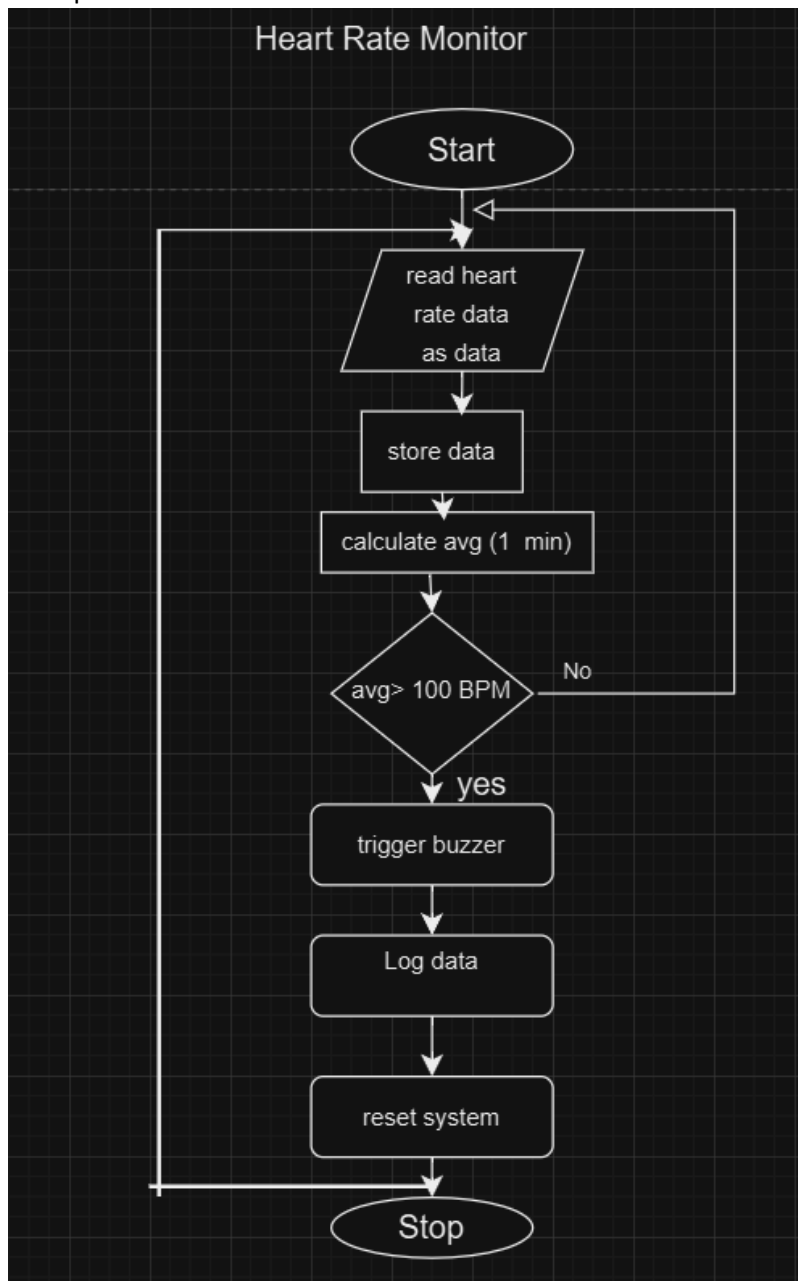 Heart Rate Monitor
Start
read heart
rate data
as data
store data
calculate avg (1 min)
avg> 100 BPM
No
yes
trigger buzzer
Log data
reset system
Stop